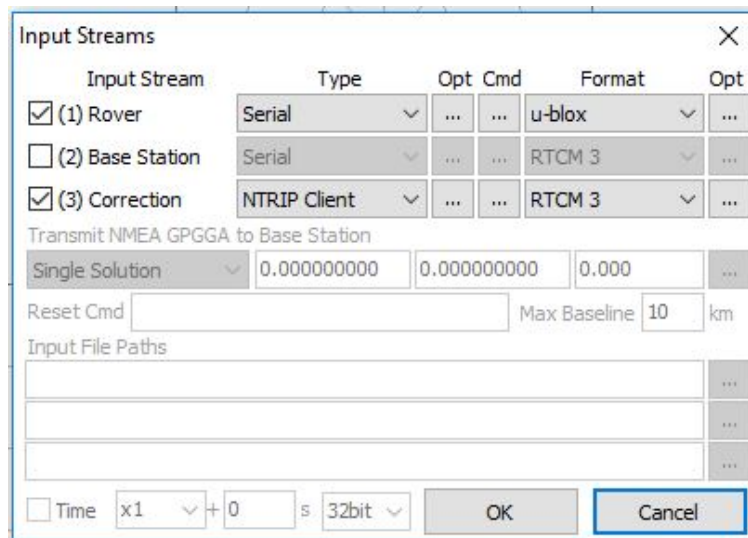 Input Streams
Input Stream Type Opt Cmd Format Opt
(1) Rover Serial ... ... u-blox ...
(2) Base Station Serial ... ... RTCM 3 ...
(3) Correction NTRIP Client ... ... RTCM 3 ...
Transmit NMEA GPGGA to Base Station
Single Solution 0.000000000 0.000000000 0.000 ...
Reset Cmd Max Baseline 10 km
Input File Paths
...
...
...
Time x1 + 0 s 32bit OK Cancel